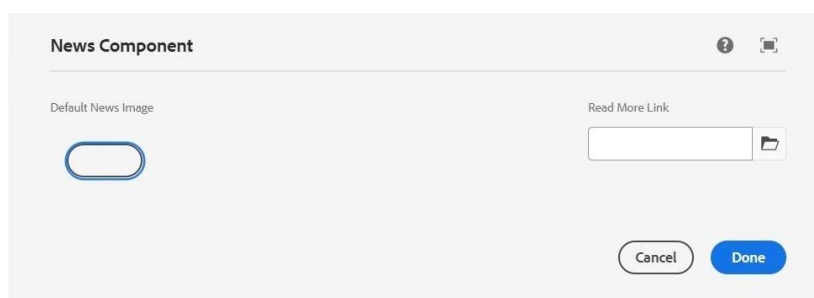 News Component
Default News Image
Read More Link
Cancel
Done